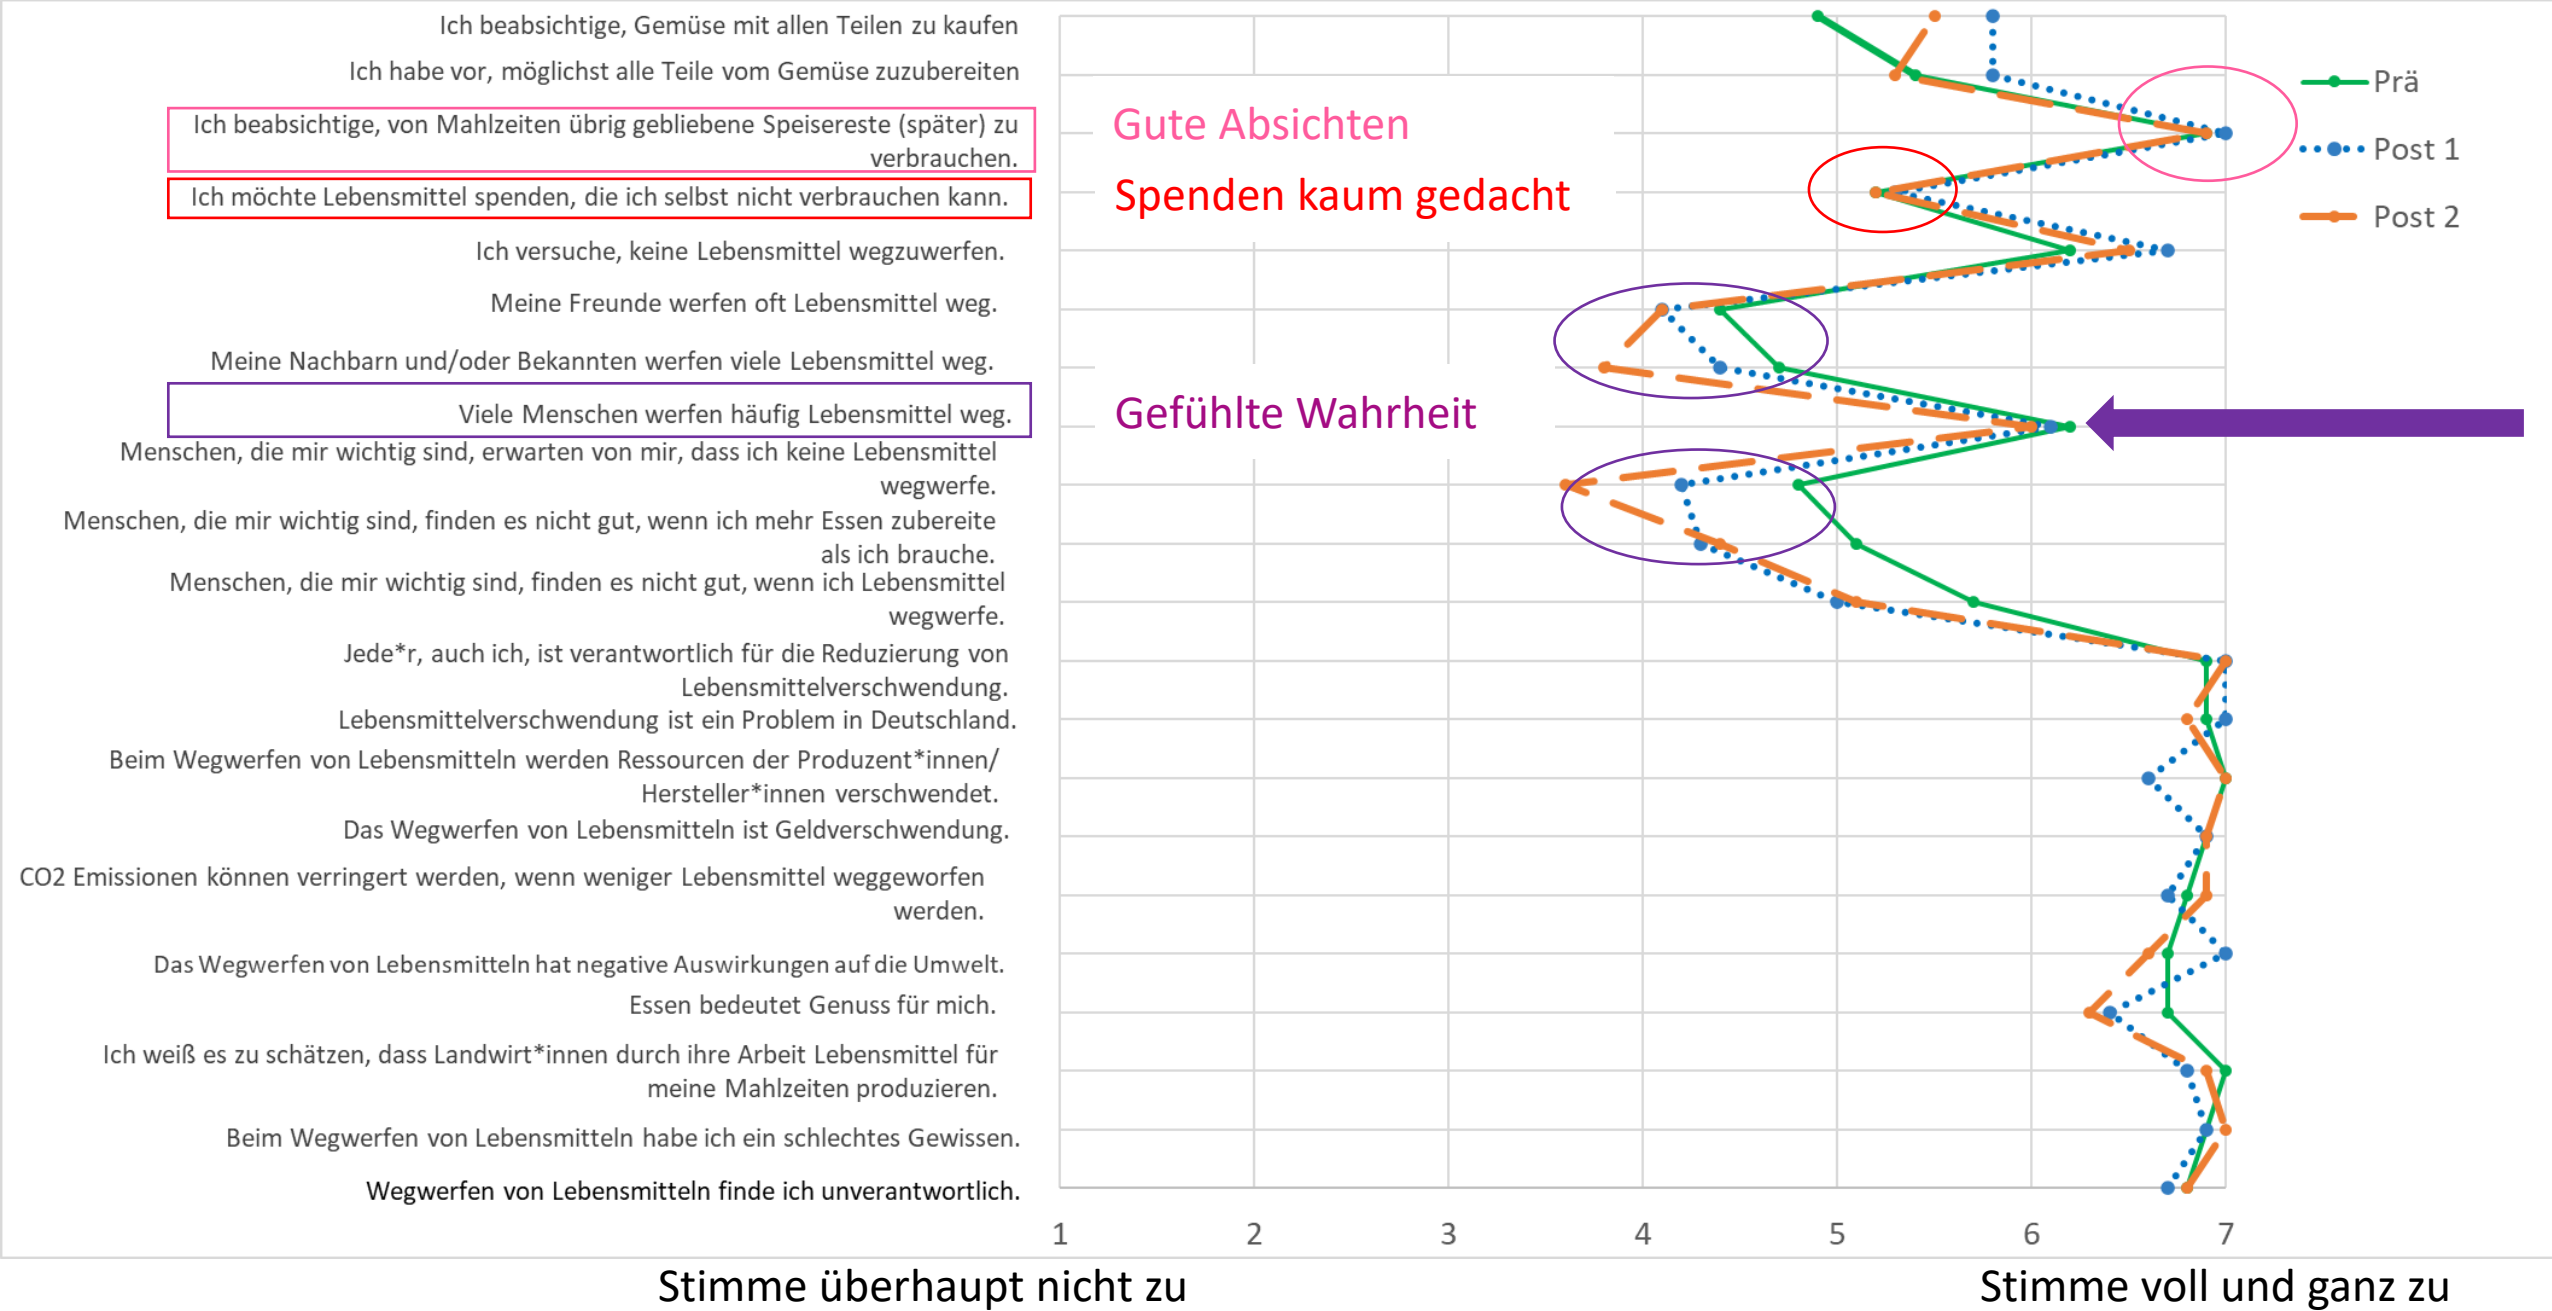 Ich beabsichtige, Gemüse mit allen Teilen zu kaufen
Ich habe vor, möglichst alle Teile vom Gemüse zuzubereiten
Ich beabsichtige, von Mahlzeiten übrig gebliebene Speisereste (später) zu
verbrauchen.
Ich möchte Lebensmittel spenden, die ich selbst nicht verbrauchen kann.
Ich versuche, keine Lebensmittel wegzuwerfen.
Meine Freunde werfen oft Lebensmittel weg.
Meine Nachbarn und/oder Bekannten werfen viele Lebensmittel weg.
Viele Menschen werfen häufig Lebensmittel weg.
Menschen, die mir wichtig sind, erwarten von mir, dass ich keine Lebensmittel
wegwerfe.
Menschen, die mir wichtig sind, finden es nicht gut, wenn ich mehr Essen zubereite
als ich brauche.
Menschen, die mir wichtig sind, finden es nicht gut, wenn ich Lebensmittel
wegwerfe.
Jede*r, auch ich, ist verantwortlich für die Reduzierung von
Lebensmittelverschwendung.
Lebensmittelverschwendung ist ein Problem in Deutschland.
Beim Wegwerfen von Lebensmitteln werden Ressourcen der Produzent*innen/
Hersteller*innen verschwendet.
Das Wegwerfen von Lebensmitteln ist Geldverschwendung.
CO2 Emissionen können verringert werden, wenn weniger Lebensmittel weggeworfen
werden.
Das Wegwerfen von Lebensmitteln hat negative Auswirkungen auf die Umwelt.
Essen bedeutet Genuss für mich.
Ich weiß es zu schätzen, dass Landwirt*innen durch ihre Arbeit Lebensmittel für
meine Mahlzeiten produzieren.
Beim Wegwerfen von Lebensmitteln habe ich ein schlechtes Gewissen.
Wegwerfen von Lebensmitteln finde ich unverantwortlich.
Gute Absichten
Spenden kaum gedacht
Gefühlte Wahrheit
Prä
Post 1
Post 2
1 2 3 4 5 6 7
Stimme überhaupt nicht zu
Stimme voll und ganz zu